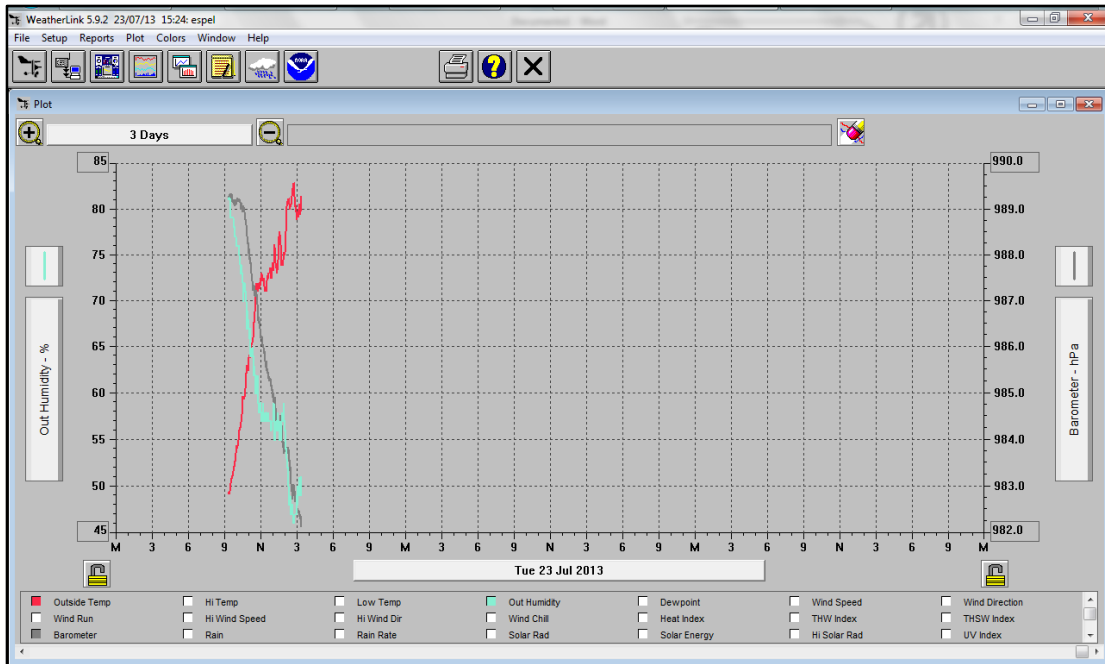 WeatherLink 5.9.2 23/07/13 15:24: espel
File Setup Reports Plot Colors Window Help
Plot
3 Days
85
80
75
70
65
60
55
50
45
Out Humidity - %
990.0
989.0
988.0
987.0
986.0
985.0
984.0
983.0
982.0
Barometer - hPa
M 3 6 9 N 3 6 9 M 3 6 9 N 3 6 9 M 3 6 9 N 3 6 9 M
Tue 23 Jul 2013
Outside Temp Hi Temp Low Temp Out Humidity Dewpoint Wind Speed Wind Direction
Wind Run Hi Wind Speed Hi Wind Dir Wind Chill Heat Index THW Index THSW Index
Barometer Rain Rain Rate Solar Rad Solar Energy Hi Solar Rad UV Index